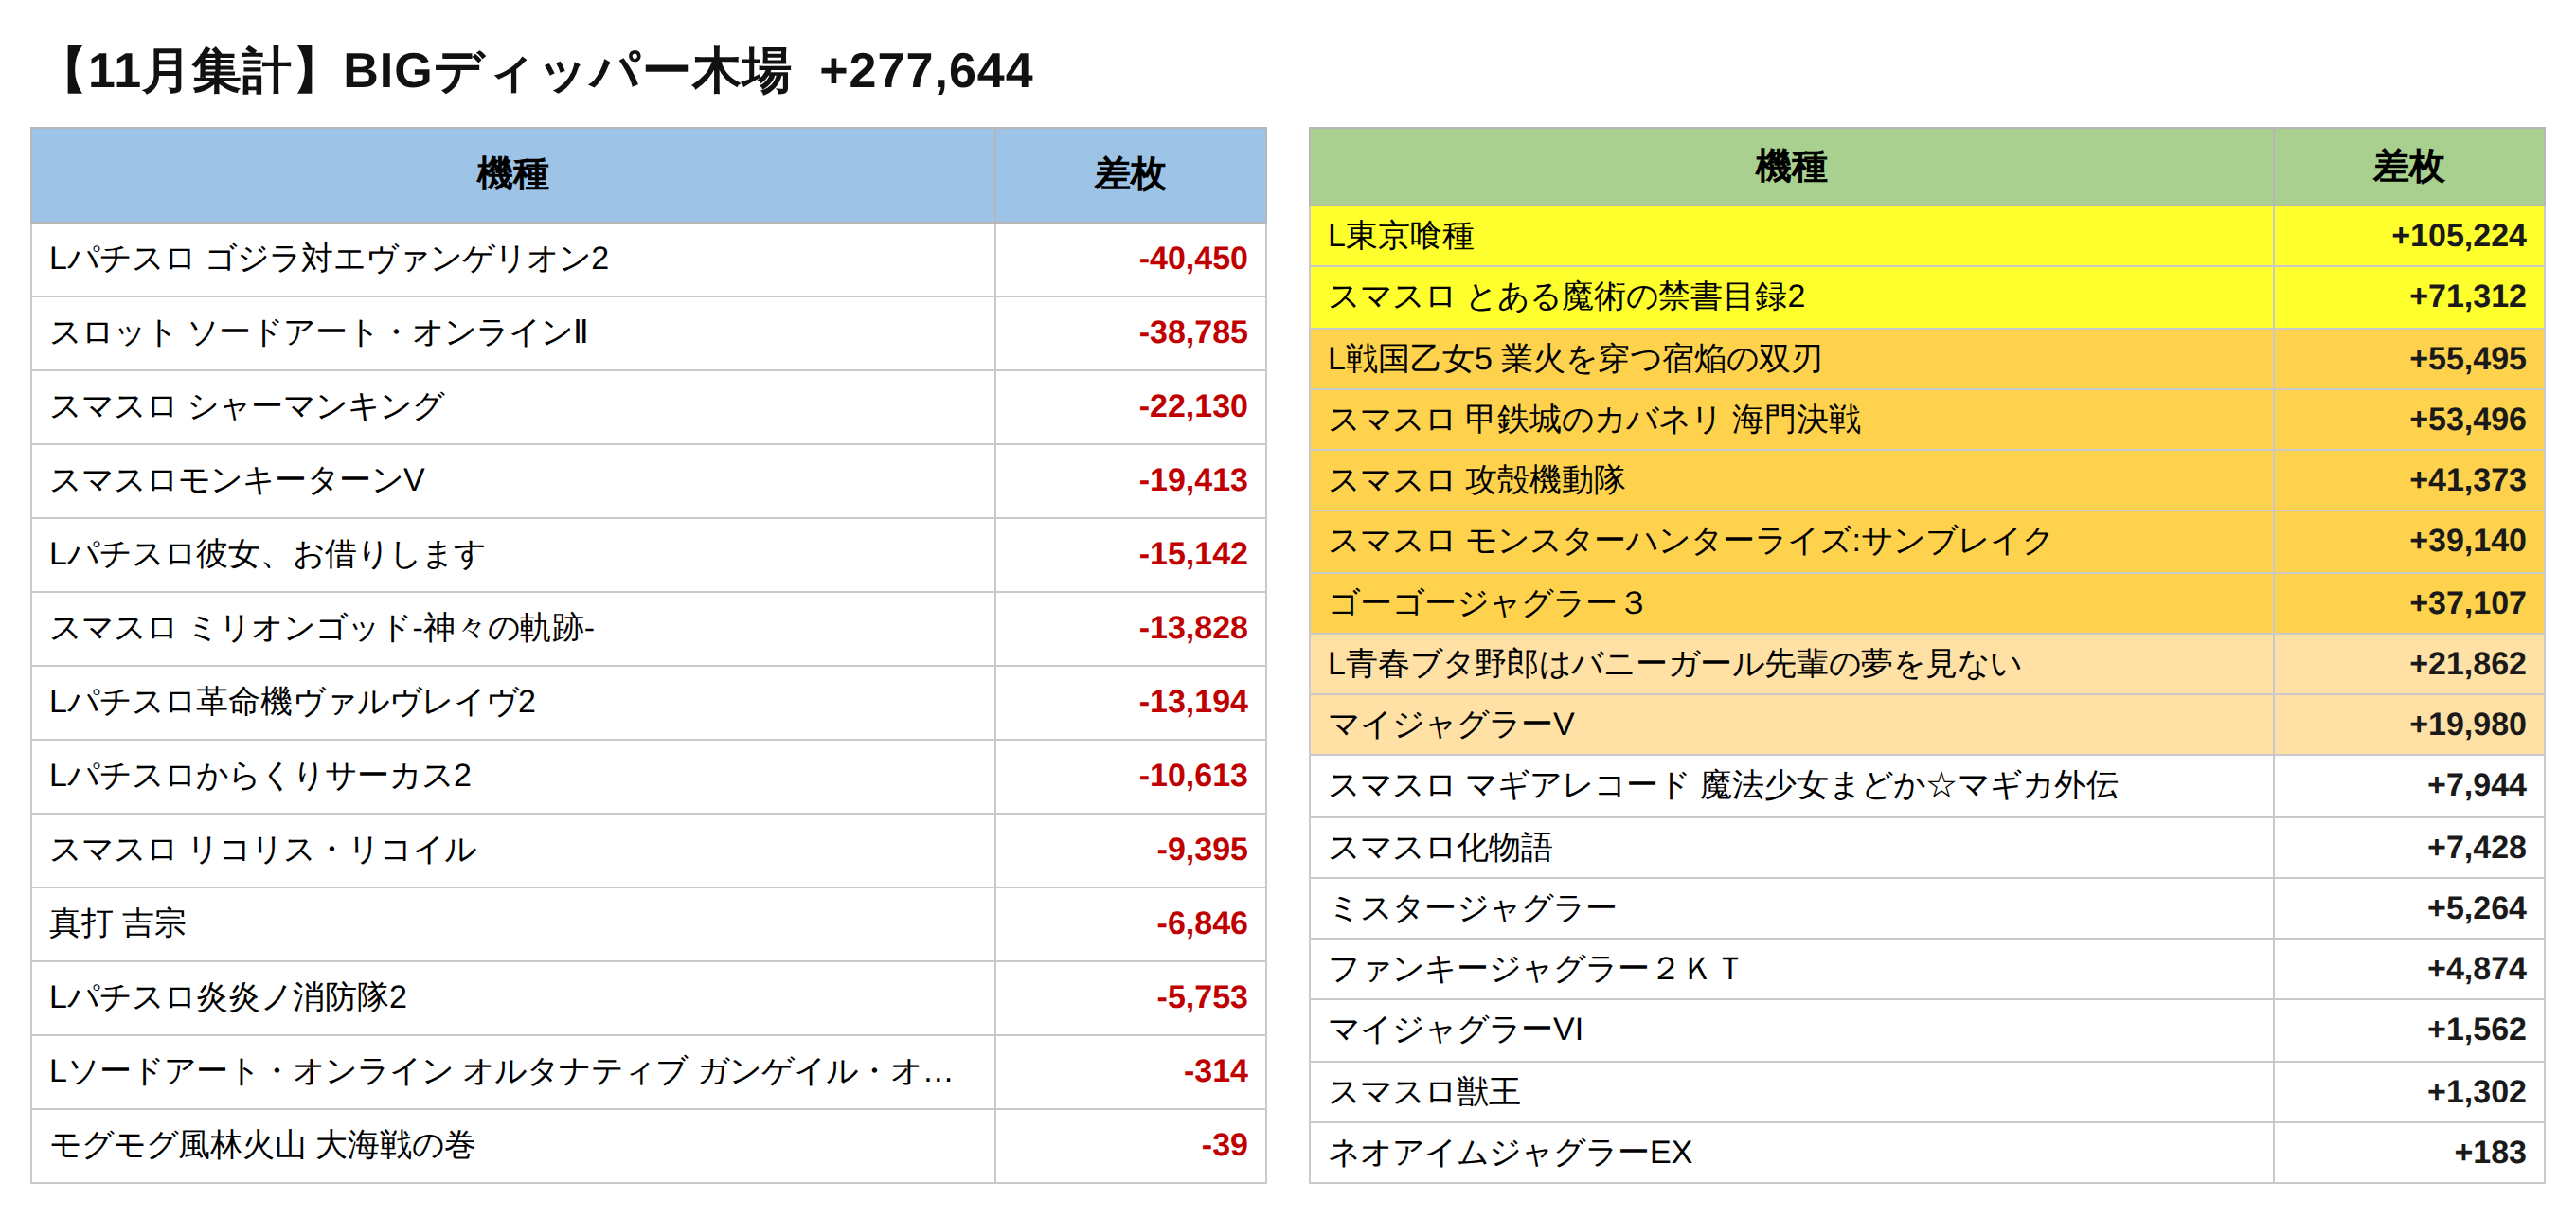 【11月集計】BIGディッパー木場 +277,644
機種 差枚
Lパチスロ ゴジラ対エヴァンゲリオン2 -40,450
スロット ソードアート・オンラインⅡ -38,785
スマスロ シャーマンキング -22,130
スマスロモンキーターンV -19,413
Lパチスロ彼女、お借りします -15,142
スマスロ ミリオンゴッド-神々の軌跡- -13,828
Lパチスロ革命機ヴァルヴレイヴ2 -13,194
Lパチスロからくりサーカス2 -10,613
スマスロ リコリス・リコイル -9,395
真打 吉宗 -6,846
Lパチスロ炎炎ノ消防隊2 -5,753
Lソードアート・オンライン オルタナティブ ガンゲイル・オ… -314
モグモグ風林火山 大海戦の巻 -39
機種 差枚
L東京喰種 +105,224
スマスロ とある魔術の禁書目録2 +71,312
L戦国乙女5 業火を穿つ宿焔の双刃 +55,495
スマスロ 甲鉄城のカバネリ 海門決戦 +53,496
スマスロ 攻殻機動隊 +41,373
スマスロ モンスターハンターライズ:サンブレイク +39,140
ゴーゴージャグラー３ +37,107
L青春ブタ野郎はバニーガール先輩の夢を見ない +21,862
マイジャグラーV +19,980
スマスロ マギアレコード 魔法少女まどか☆マギカ外伝 +7,944
スマスロ化物語 +7,428
ミスタージャグラー +5,264
ファンキージャグラー２ＫＴ +4,874
マイジャグラーVI +1,562
スマスロ獣王 +1,302
ネオアイムジャグラーEX +183